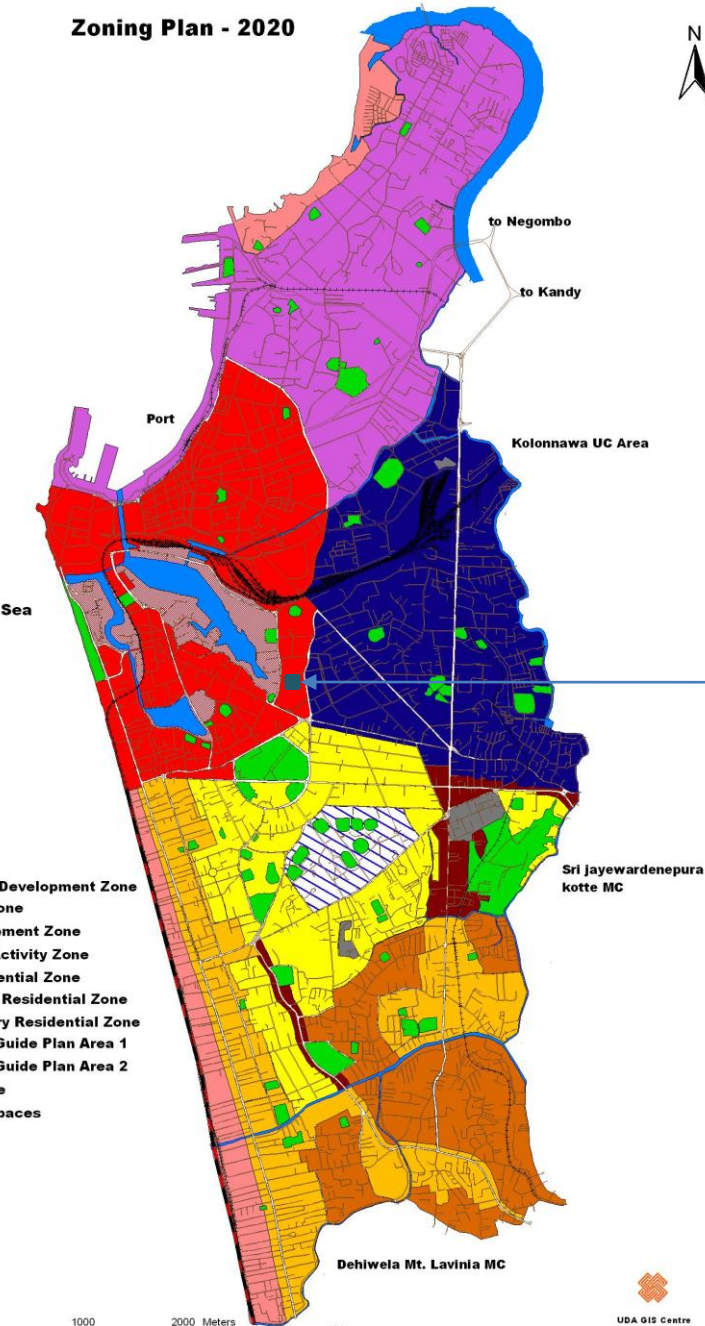 Zoning Plan - 2020
N
to Negombo
to Kandy
Port
Kolonnawa UC Area
Sea
Sri jayewardenepura
kotte MC
Development Zone
one
pment Zone
Activity Zone
ential Zone
Residential Zone
ry Residential Zone
Guide Plan Area 1
Guide Plan Area 2
e
paces
Dehiwela Mt. Lavinia MC
1000 2000 Meters
UDA GIS Centre